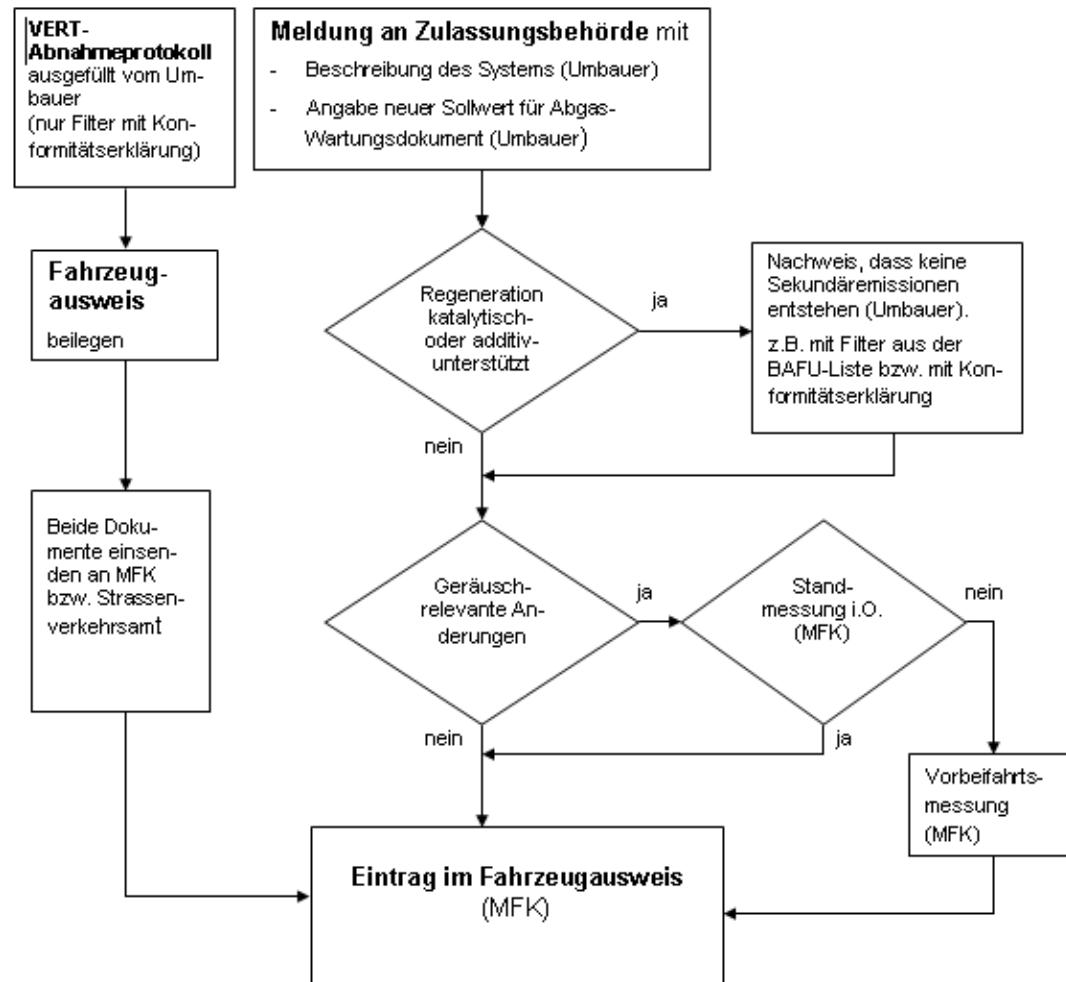 VERT-
Abnahmeprotokoll
ausgefüllt vom Um-
bauer
(nur Filter mit Kon-
formitätserklärung)
Fahrzeug-
ausweis
beilegen
Beide Doku-
mente einsen-
den an MFK
bzw. Strassen-
verkehrsamt
Meldung an Zulassungsbehörde mit
- Beschreibung des Systems (Umbauer)
- Angabe neuer Sollwert für Abgas-
Wartungsdokument (Umbauer)
Regeneration
katalytisch-
oder additiv-
unterstützt
ja
Nachweis, dass keine
Sekundäremissionen
entstehen (Umbauer).
z.B. mit Filter aus der
BAFU-Liste bzw. mit Kon-
formitätserklärung
nein
Geräusch-
relevante An-
derungen
ja
Stand-
messung i.O.
(MFK)
nein
nein
ja
Vorbeifahrts-
messung
(MFK)
Eintrag im Fahrzeugausweis
(MFK)